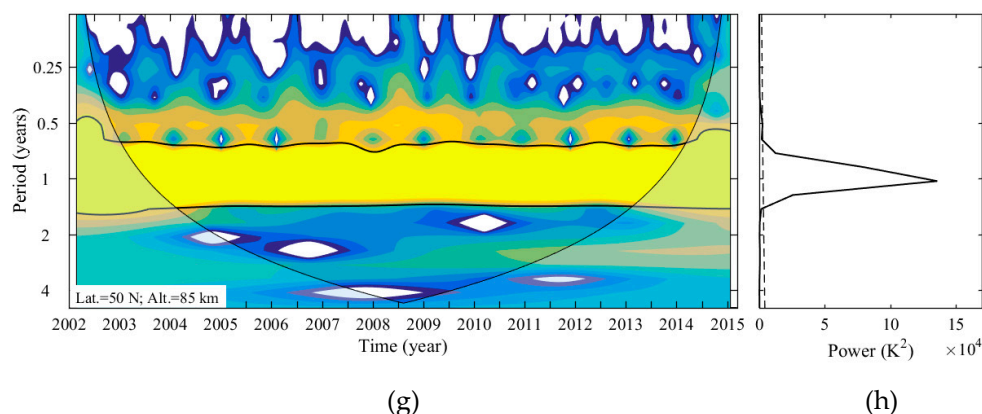 Period (years)
0.25
0.5
1
2
4
Lat.=50 N; Alt.=85 km
2002 2003 2004 2005 2006 2007 2008 2009 2010 2011 2012 2013 2014 2015
Time (year)
(g)
0 5 10 15
Power (K²) ×10⁴
(h)